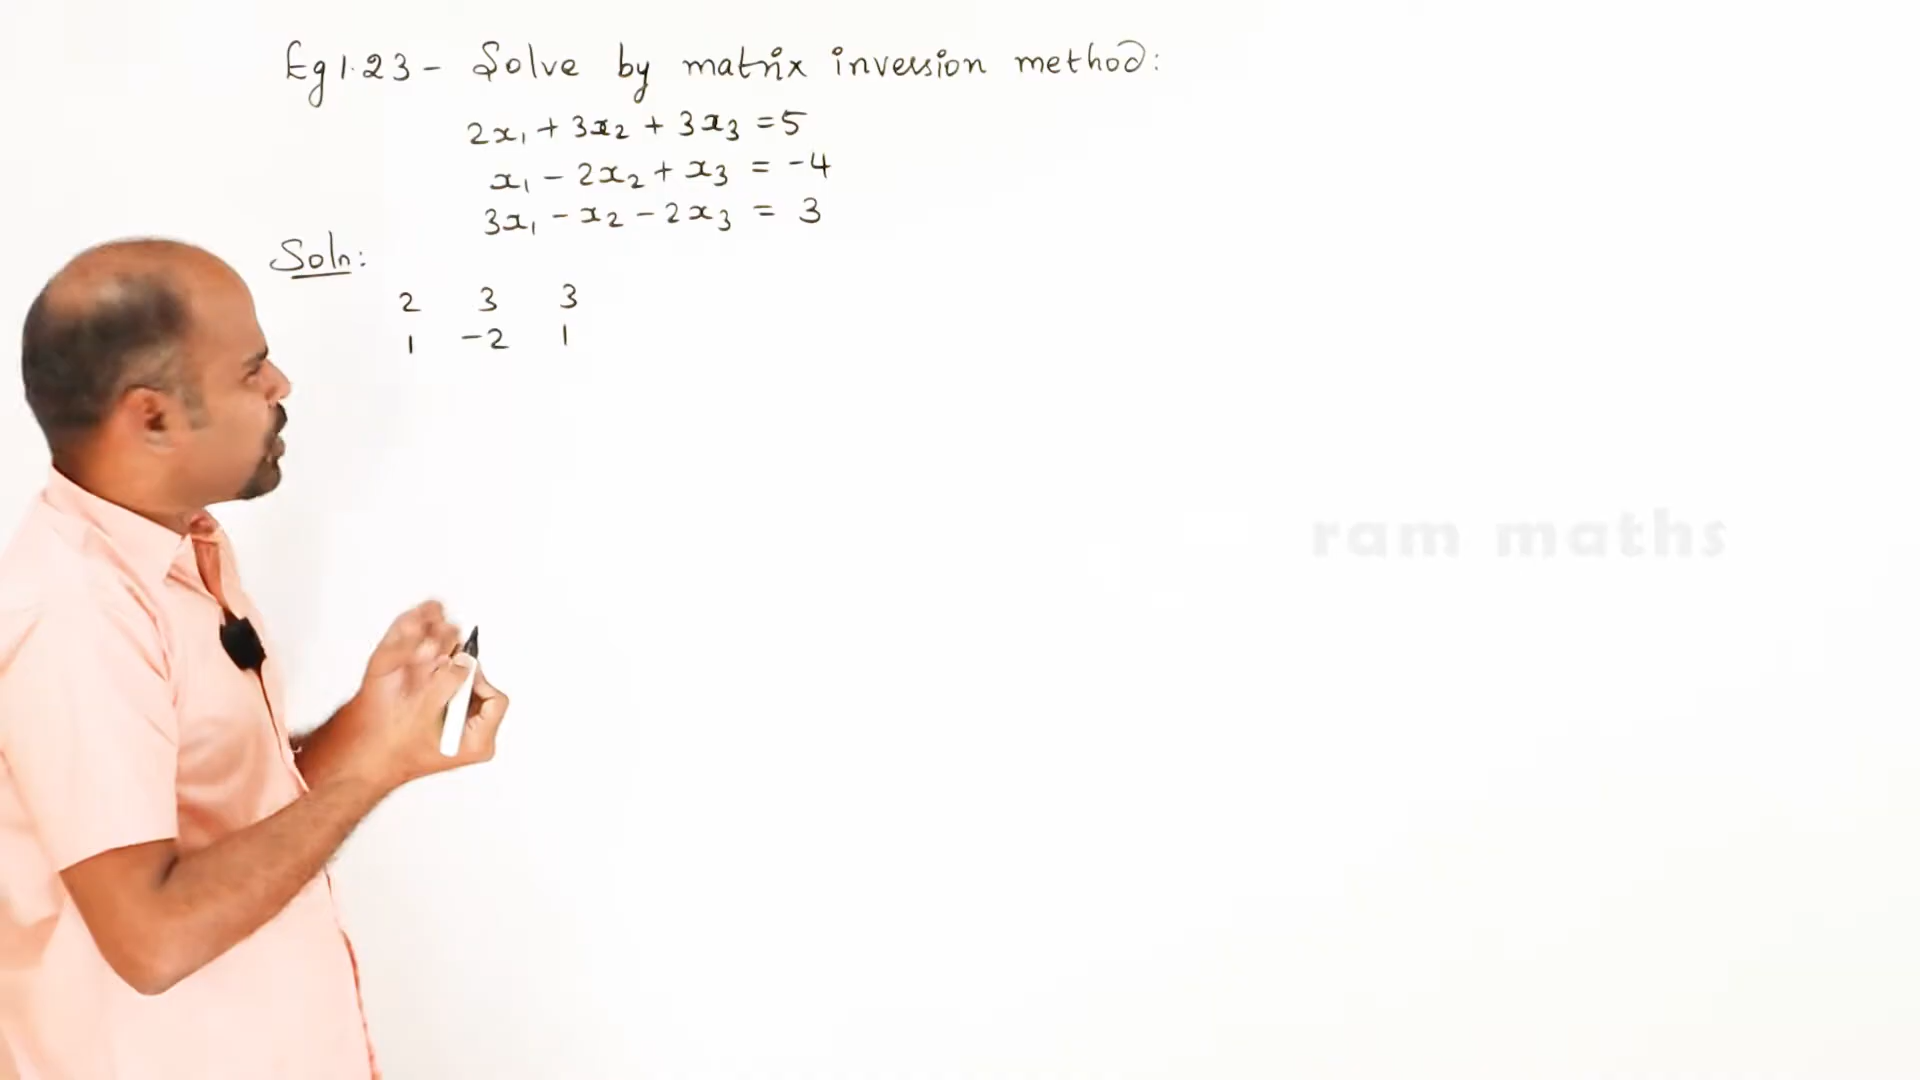 Eg 1.23 - Solve by matrix inversion method:
2x₁ + 3x₂ + 3x₃ = 5
x₁ - 2x₂ + x₃ = -4
3x₁ - x₂ - 2x₃ = 3
Soln:
2 3 3
1 -2 1
ram maths